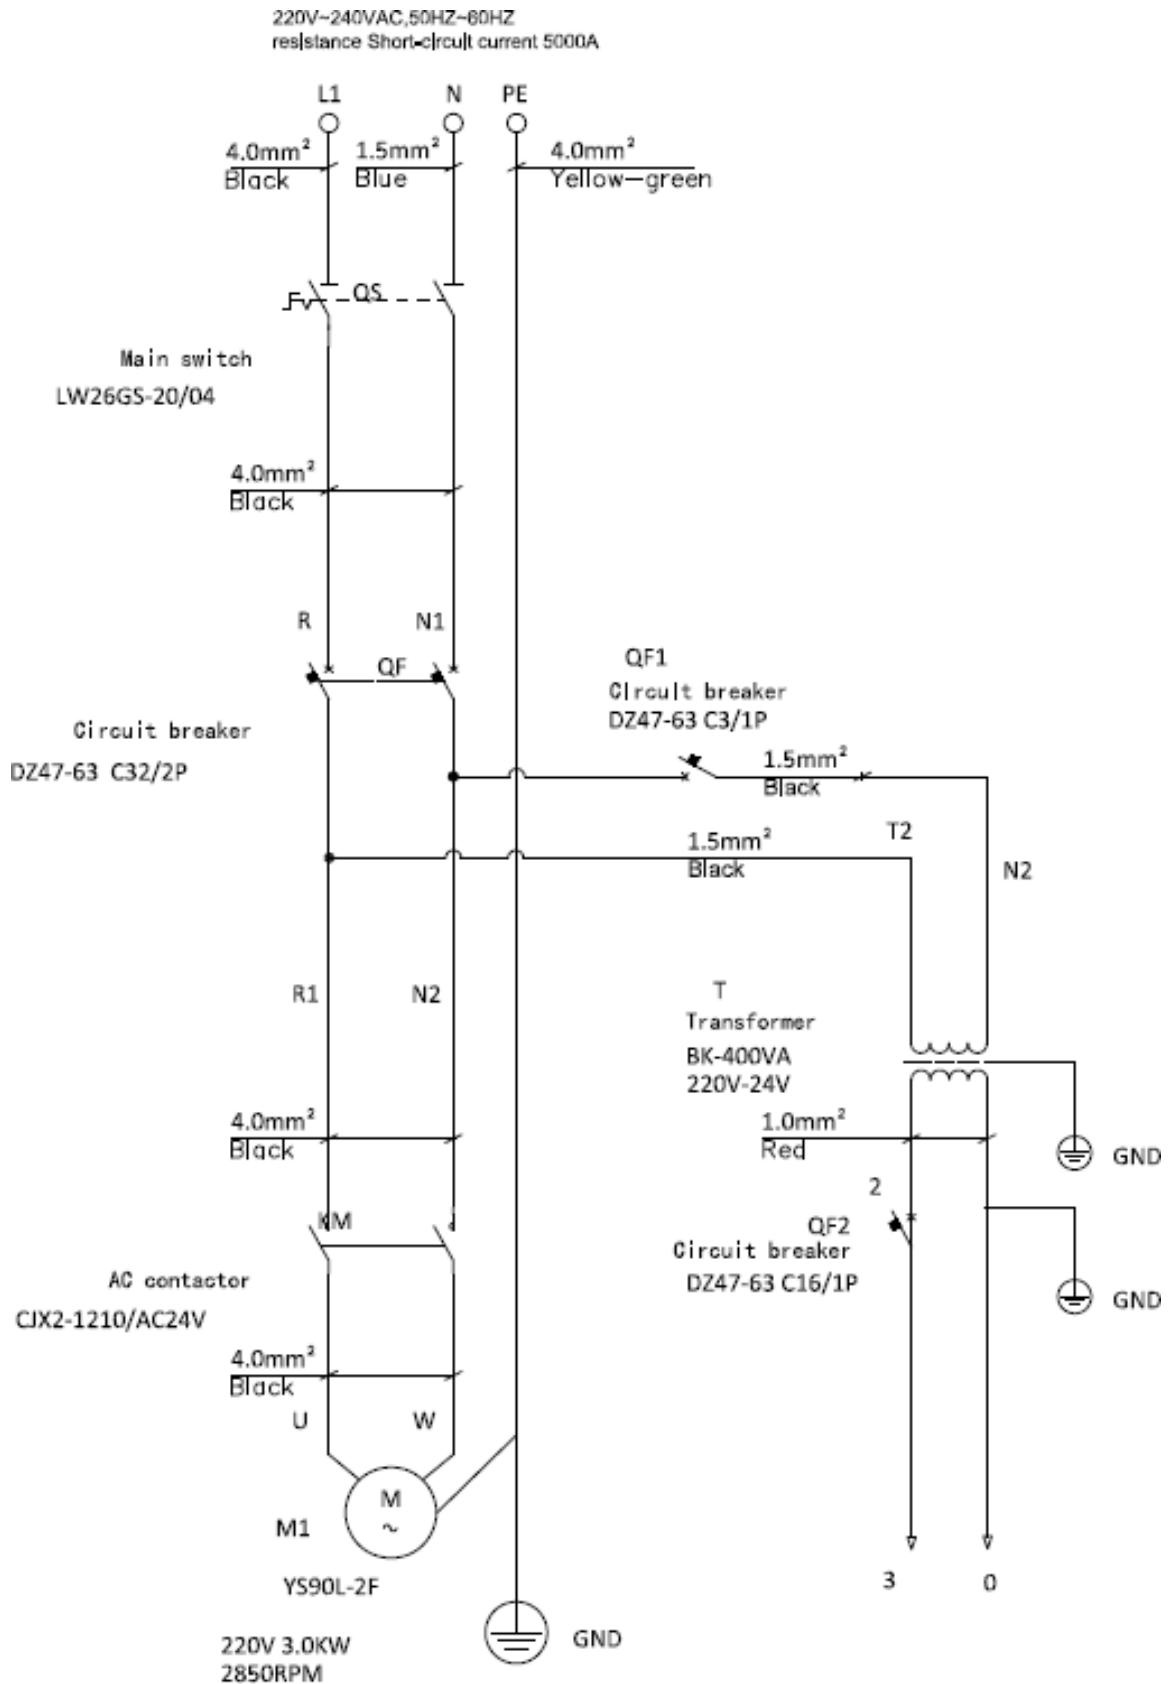 220V~240VAC,50HZ~60HZ
resistance Short-circuit current 5000A
L1 N PE
4.0mm² 1.5mm² 4.0mm²
Black Blue Yellow-green
QS
Main switch
LW26GS-20/04
4.0mm²
Black
R N1
QF
QF1
Circuit breaker
DZ47-63 C3/1P
Circuit breaker
DZ47-63 C32/2P
1.5mm²
Black
T2
1.5mm²
Black
N2
R1 N2
T
Transformer
BK-400VA
220V-24V
4.0mm²
Black
1.0mm²
Red
GND
2
KM
QF2
Circuit breaker
DZ47-63 C16/1P
AC contactor
CJX2-1210/AC24V
GND
4.0mm²
Black
U W
M
~
M1
YS90L-2F
3 0
220V 3.0KW
2850RPM
GND